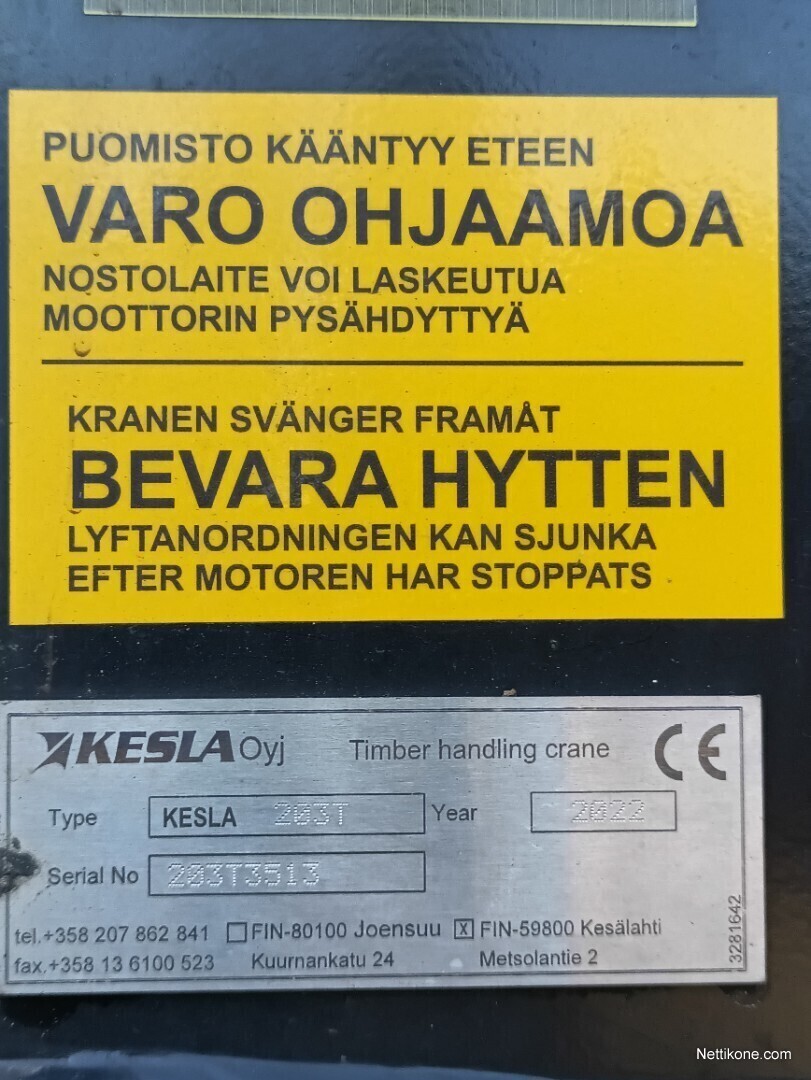 PUOMISTO KÄÄNTYY ETEEN
VARO OHJAAMOA
NOSTOLAITE VOI LASKEUTUA
MOOTTORIN PYSÄHDYTTYÄ
KRANEN SVÄNGER FRAMÅT
BEVARA HYTTEN
LYFTANORDNINGEN KAN SJUNKA
EFTER MOTOREN HAR STOPPATS
KESLA Oyj Timber handling crane CE
Type KESLA 203T Year 2022
Serial No 203T3513
tel.+358 207 862 841 FIN-80100 Joensuu X FIN-59800 Kesälahti
fax.+358 13 6100 523 Kuurnankatu 24 Metsolantie 2
3281642
Nettikone.com